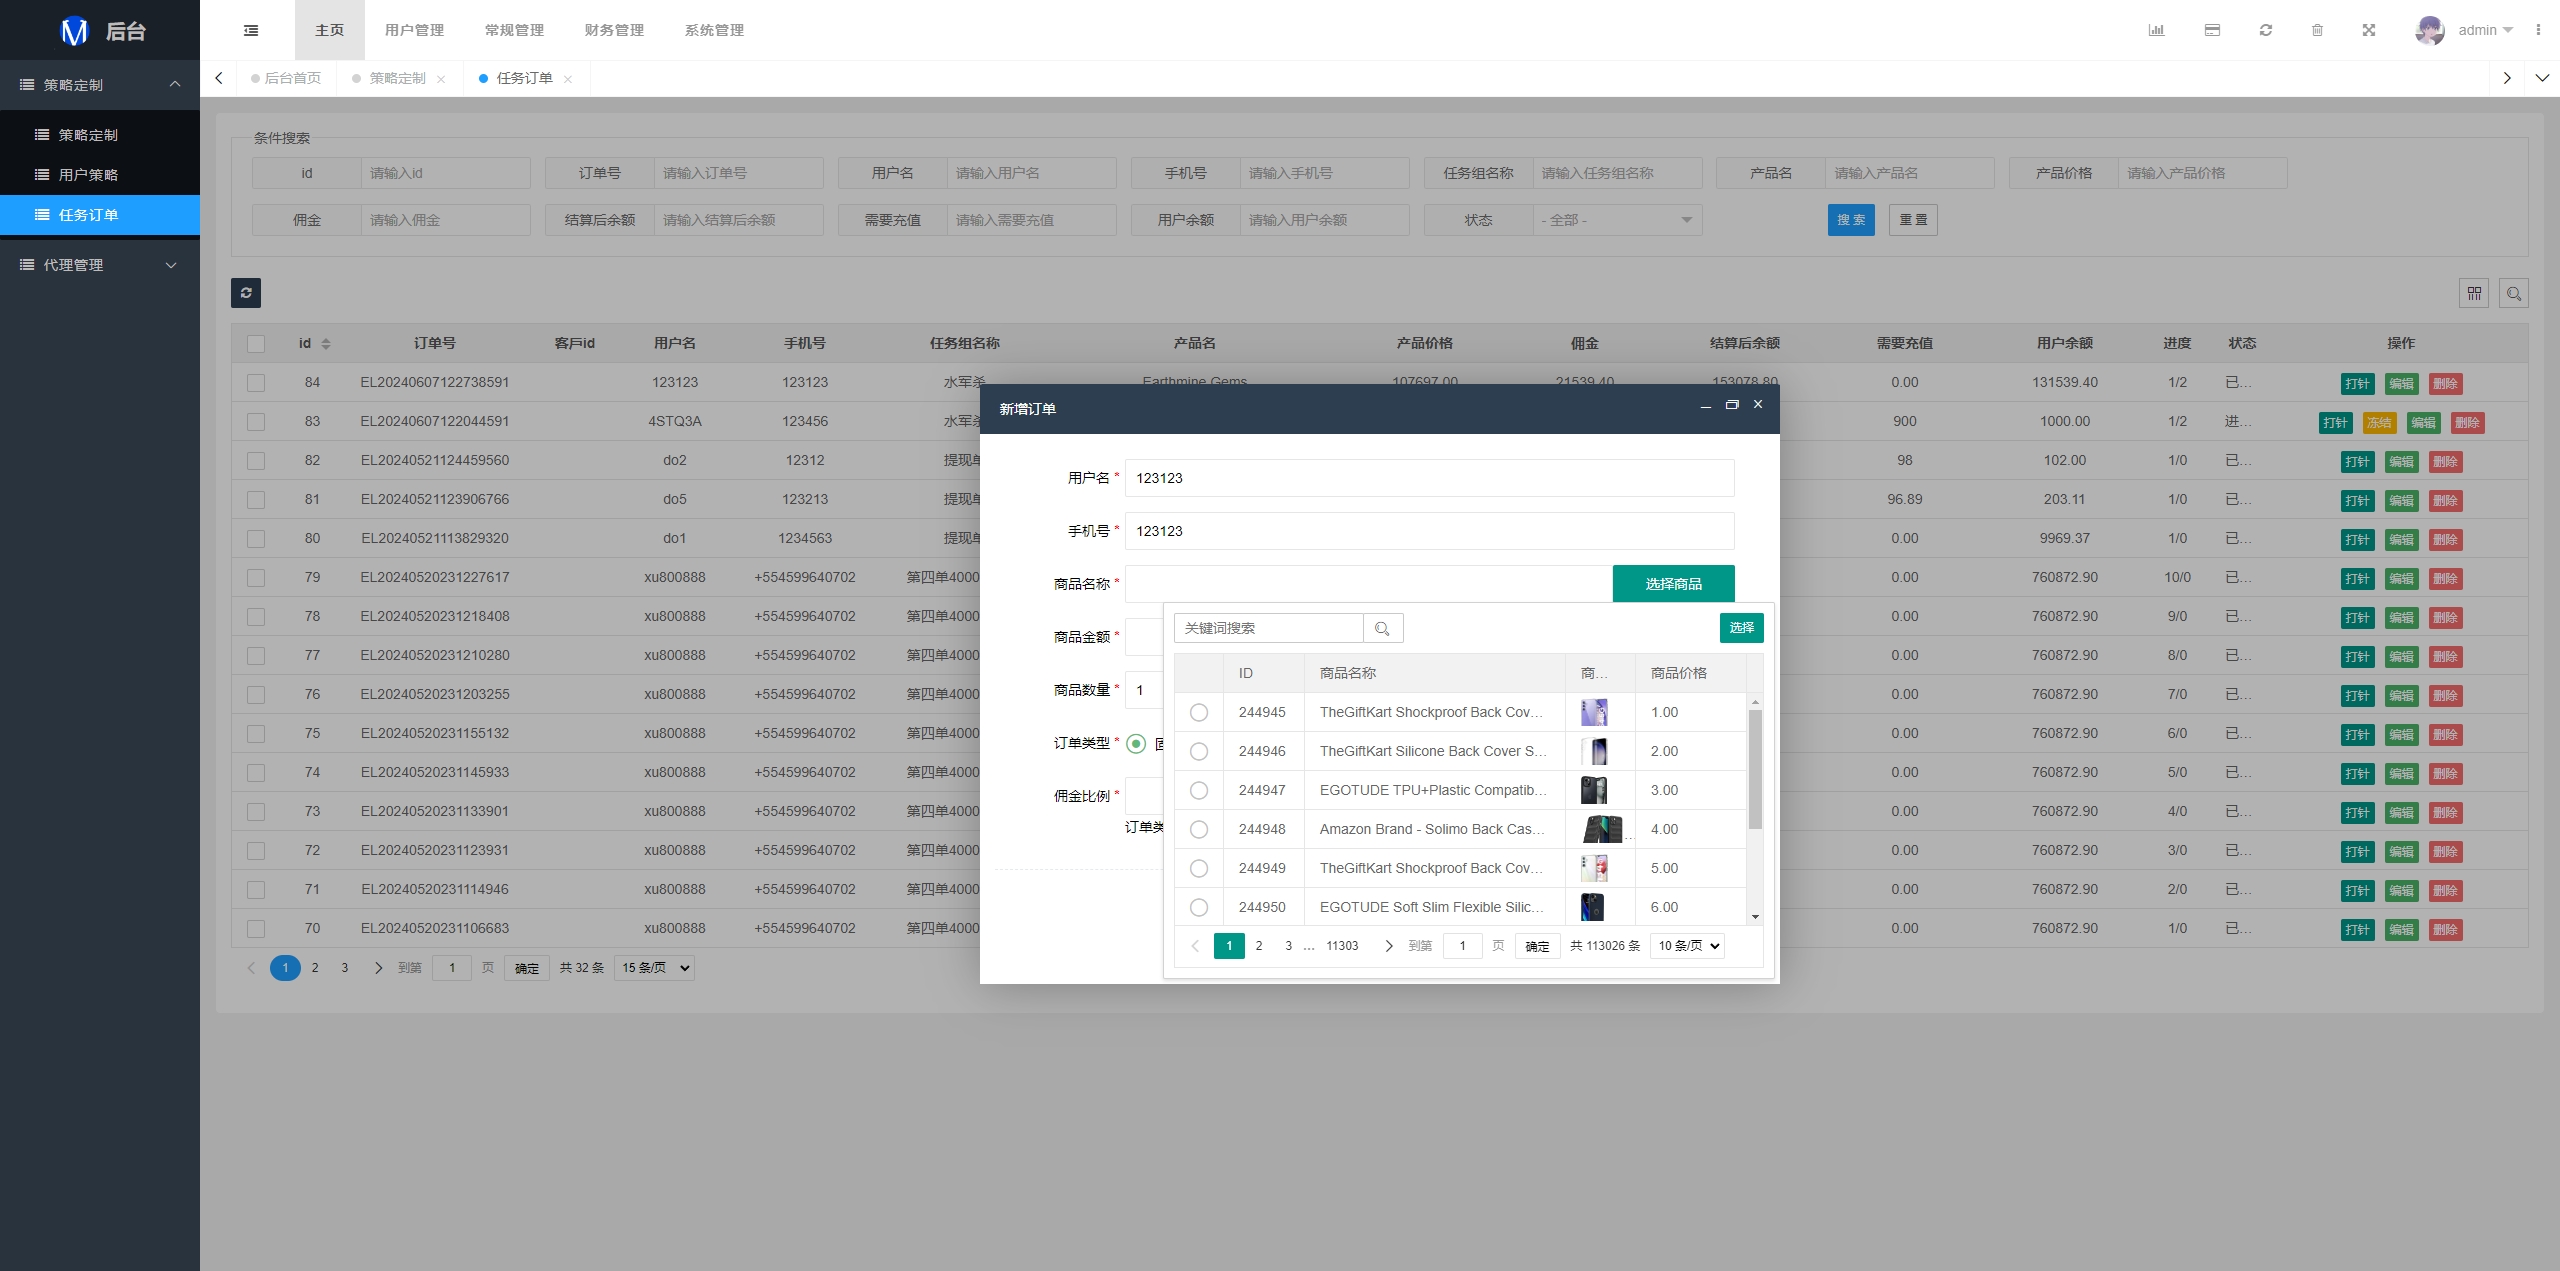 后台
主页 用户管理 常规管理 财务管理 系统管理 admin
后台首页 策略定制 任务订单
策略定制
策略定制
用户策略
任务订单
代理管理
条件搜索
id 请输入id 订单号 请输入订单号 用户名 请输入用户名 手机号 请输入手机号 任务组名称 请输入任务组名称 产品名 请输入产品名 产品价格 请输入产品价格
佣金 请输入佣金 结算后余额 请输入结算后余额 需要充值 请输入需要充值 用户余额 请输入用户余额 状态 - 全部 - 搜 索 重 置
id 订单号 客戶id 用户名 手机号 任务组名称 产品名 产品价格 佣金 结算后余额 需要充值 用户余额 进度 状态 操作
84 EL20240607122738591 123123 123123 水军杀 Earthmine Gems 107697.00 21539.40 153078.80 0.00 131539.40 1/2 已... 打针 编辑 删除
83 EL20240607122044591 4STQ3A 123456 水军杀 900 1000.00 1/2 进... 打针 冻结 编辑 删除
82 EL20240521124459560 do2 12312 提现单 98 102.00 1/0 已... 打针 编辑 删除
81 EL20240521123906766 do5 123213 提现单 96.89 203.11 1/0 已... 打针 编辑 删除
80 EL20240521113829320 do1 1234563 提现单 0.00 9969.37 1/0 已... 打针 编辑 删除
79 EL20240520231227617 xu800888 +554599640702 第四单4000 0.00 760872.90 10/0 已... 打针 编辑 删除
78 EL20240520231218408 xu800888 +554599640702 第四单4000 0.00 760872.90 9/0 已... 打针 编辑 删除
77 EL20240520231210280 xu800888 +554599640702 第四单4000 0.00 760872.90 8/0 已... 打针 编辑 删除
76 EL20240520231203255 xu800888 +554599640702 第四单4000 0.00 760872.90 7/0 已... 打针 编辑 删除
75 EL20240520231155132 xu800888 +554599640702 第四单4000 0.00 760872.90 6/0 已... 打针 编辑 删除
74 EL20240520231145933 xu800888 +554599640702 第四单4000 0.00 760872.90 5/0 已... 打针 编辑 删除
73 EL20240520231133901 xu800888 +554599640702 第四单4000 0.00 760872.90 4/0 已... 打针 编辑 删除
72 EL20240520231123931 xu800888 +554599640702 第四单4000 0.00 760872.90 3/0 已... 打针 编辑 删除
71 EL20240520231114946 xu800888 +554599640702 第四单4000 0.00 760872.90 2/0 已... 打针 编辑 删除
70 EL20240520231106683 xu800888 +554599640702 第四单4000 0.00 760872.90 1/0 已... 打针 编辑 删除
1 2 3 到第 1 页 确定 共 32 条 15 条/页
新增订单
用户名 * 123123
手机号 * 123123
商品名称 * 选择商品
商品金额 *
商品数量 * 1
订单类型 *
佣金比例 *
订单类
关键词搜索 选择
ID 商品名称 商... 商品价格
244945 TheGiftKart Shockproof Back Cov... 1.00
244946 TheGiftKart Silicone Back Cover S... 2.00
244947 EGOTUDE TPU+Plastic Compatib... 3.00
244948 Amazon Brand - Solimo Back Cas... ... 4.00
244949 TheGiftKart Shockproof Back Cov... 5.00
244950 EGOTUDE Soft Slim Flexible Silic... 6.00
1 2 3 ... 11303 到第 1 页 确定 共 113026 条 10 条/页